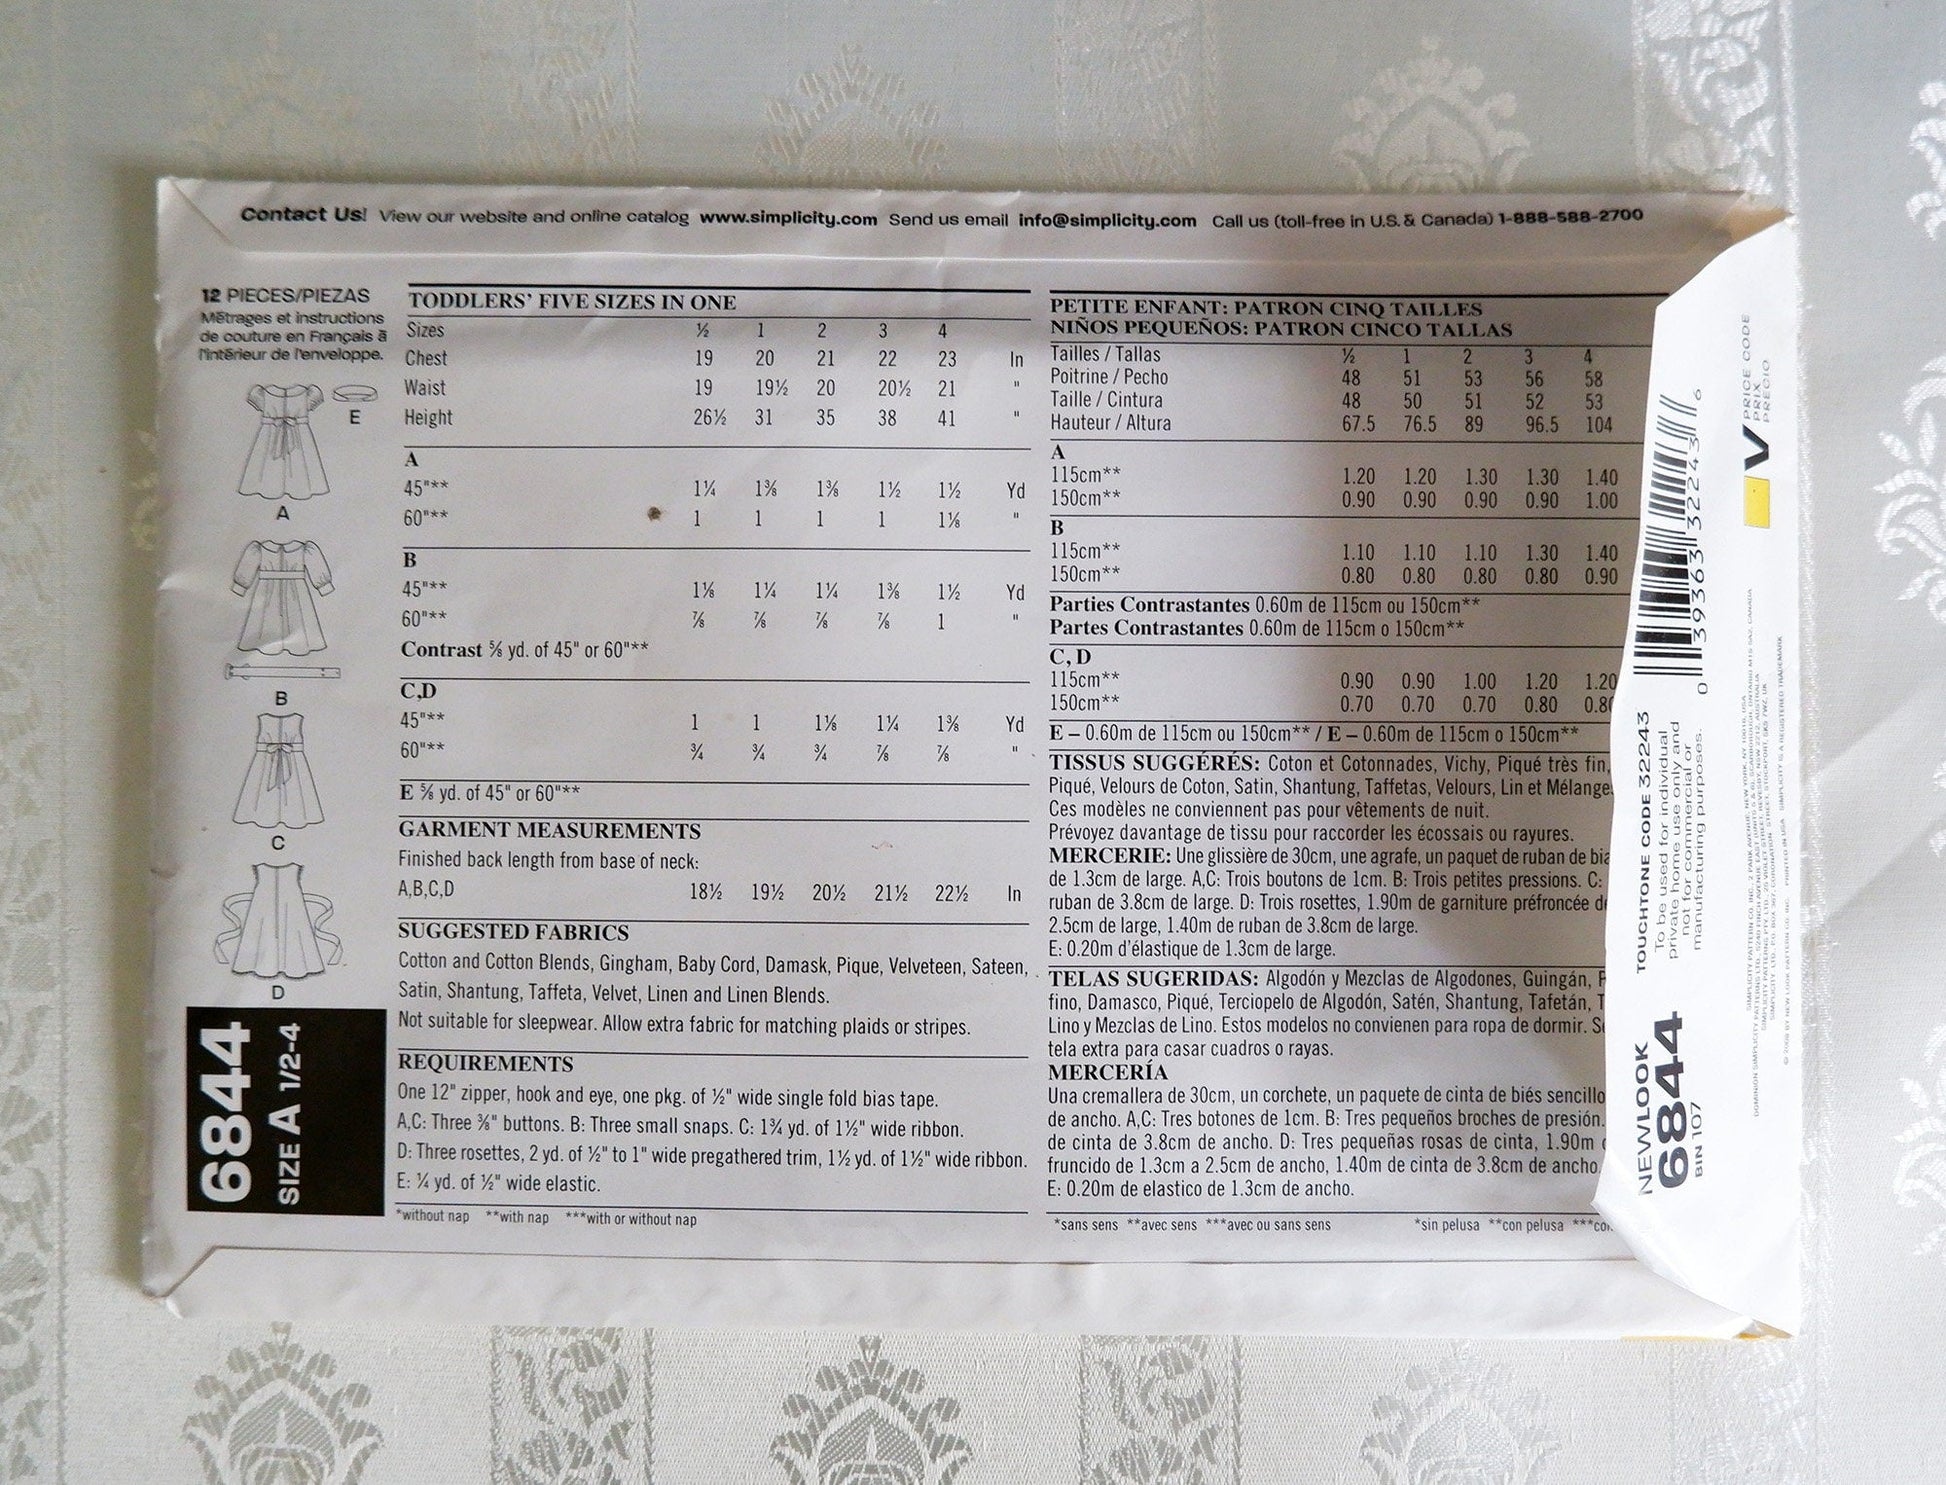 Contact Us! View our website and online catalog www.simplicity.com Send us email info@simplicity.com Call us (toll-free in U.S. & Canada) 1-888-588-2700
12 PIECES/PIEZAS
Métrages et instructions
de couture en Français à
l'intérieur de l'enveloppe.
E
A
B
C
D
6844
SIZE A 1/2-4
TODDLERS' FIVE SIZES IN ONE
Sizes ½ 1 2 3 4
Chest 19 20 21 22 23 In
Waist 19 19½ 20 20½ 21 "
Height 26½ 31 35 38 41 "
A
45"** 1¼ 1⅜ 1⅜ 1½ 1½ Yd
60"** 1 1 1 1 1⅛ "
B
45"** 1⅛ 1¼ 1¼ 1⅜ 1½ Yd
60"** ⅞ ⅞ ⅞ ⅞ 1 "
Contrast ⅝ yd. of 45" or 60"**
C,D
45"** 1 1 1⅛ 1¼ 1⅜ Yd
60"** ¾ ¾ ¾ ⅞ ⅞ "
E ⅝ yd. of 45" or 60"**
GARMENT MEASUREMENTS
Finished back length from base of neck:
A,B,C,D 18½ 19½ 20½ 21½ 22½ In
SUGGESTED FABRICS
Cotton and Cotton Blends, Gingham, Baby Cord, Damask, Pique, Velveteen, Sateen,
Satin, Shantung, Taffeta, Velvet, Linen and Linen Blends.
Not suitable for sleepwear. Allow extra fabric for matching plaids or stripes.
REQUIREMENTS
One 12" zipper, hook and eye, one pkg. of ½" wide single fold bias tape.
A,C: Three ⅜" buttons. B: Three small snaps. C: 1¾ yd. of 1½" wide ribbon.
D: Three rosettes, 2 yd. of ½" to 1" wide pregathered trim, 1½ yd. of 1½" wide ribbon.
E: ¼ yd. of ½" wide elastic.
*without nap **with nap ***with or without nap
PETITE ENFANT: PATRON CINQ TAILLES
NIÑOS PEQUEÑOS: PATRON CINCO TALLAS
Tailles / Tallas ½ 1 2 3 4
Poitrine / Pecho 48 51 53 56 58
Taille / Cintura 48 50 51 52 53
Hauteur / Altura 67.5 76.5 89 96.5 104
A
115cm** 1.20 1.20 1.30 1.30 1.40
150cm** 0.90 0.90 0.90 0.90 1.00
B
115cm** 1.10 1.10 1.10 1.30 1.40
150cm** 0.80 0.80 0.80 0.80 0.90
Parties Contrastantes 0.60m de 115cm ou 150cm**
Partes Contrastantes 0.60m de 115cm o 150cm**
C, D
115cm** 0.90 0.90 1.00 1.20 1.20
150cm** 0.70 0.70 0.70 0.80 0.80
E – 0.60m de 115cm ou 150cm** / E – 0.60m de 115cm o 150cm**
TISSUS SUGGÉRÉS: Coton et Cotonnades, Vichy, Piqué très fin,
Piqué, Velours de Coton, Satin, Shantung, Taffetas, Velours, Lin et Mélange
Ces modèles ne conviennent pas pour vêtements de nuit.
Prévoyez davantage de tissu pour raccorder les écossais ou rayures.
MERCERIE: Une glissière de 30cm, une agrafe, un paquet de ruban de bia
de 1.3cm de large. A,C: Trois boutons de 1cm. B: Trois petites pressions. C:
ruban de 3.8cm de large. D: Trois rosettes, 1.90m de garniture préfroncée d
2.5cm de large, 1.40m de ruban de 3.8cm de large.
E: 0.20m d'élastique de 1.3cm de large.
TELAS SUGERIDAS: Algodón y Mezclas de Algodones, Guingán,
fino, Damasco, Piqué, Terciopelo de Algodón, Satén, Shantung, Tafetán, T
Lino y Mezclas de Lino. Estos modelos no convienen para ropa de dormir. S
tela extra para casar cuadros o rayas.
MERCERÍA
Una cremallera de 30cm, un corchete, un paquete de cinta de biés sencillo
de ancho. A,C: Tres botones de 1cm. B: Tres pequeños broches de presión.
de cinta de 3.8cm de ancho. D: Tres pequeñas rosas de cinta, 1.90m
fruncido de 1.3cm a 2.5cm de ancho, 1.40m de cinta de 3.8cm de ancho
E: 0.20m de elastico de 1.3cm de ancho.
*sans sens **avec sens ***avec ou sans sens *sin pelusa **con pelusa ***con
NEWLOOK
6844
BIN 107
TOUCHTONE CODE 32243
To be used for individual
private home use only and
not for commercial or
manufacturing purposes.
0 39363 32243 6
V PRICE CODE
PRIX
PRECIO